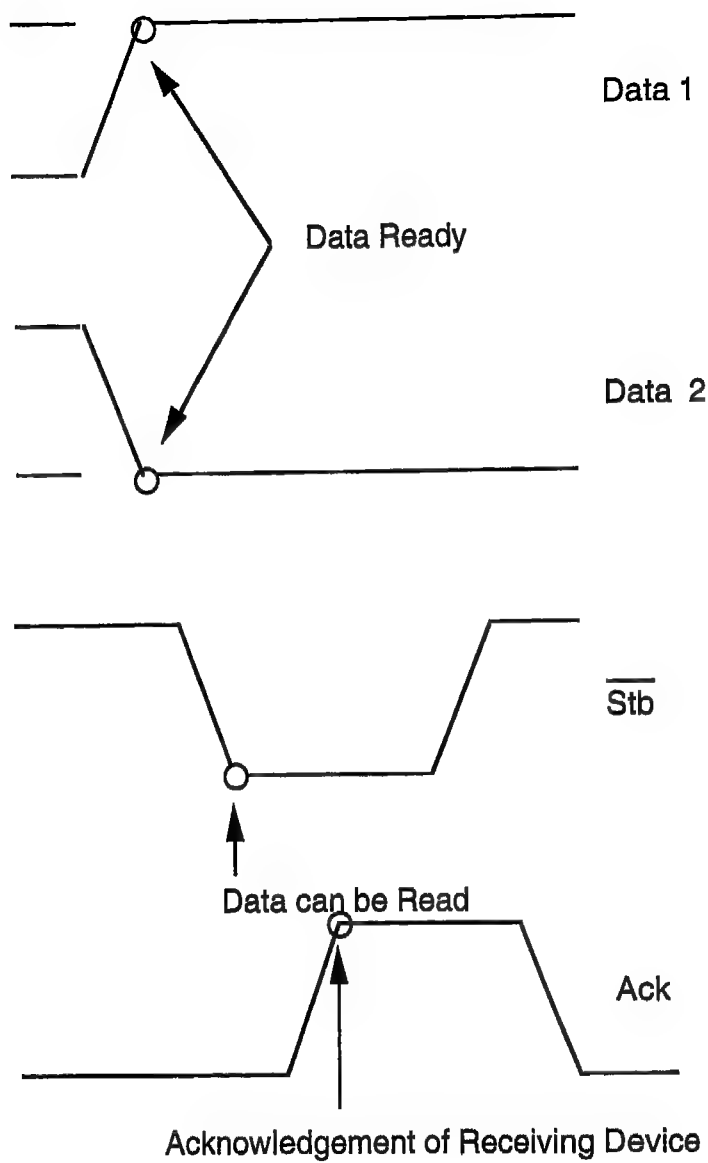 Data 1
Data Ready
Data 2
Stb
Data can be Read
Ack
Acknowledgement of Receiving Device